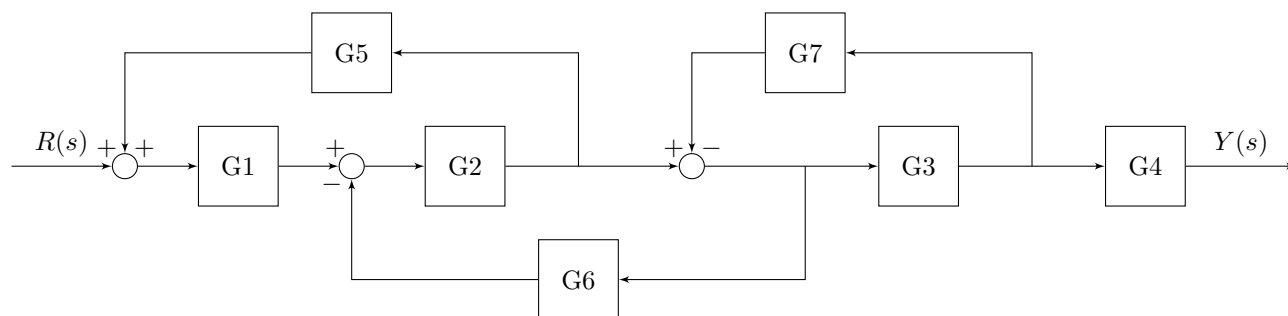 G5
G7
R(s)
+ +
G1
+
−
G2
+ −
G3
G4
Y(s)
G6